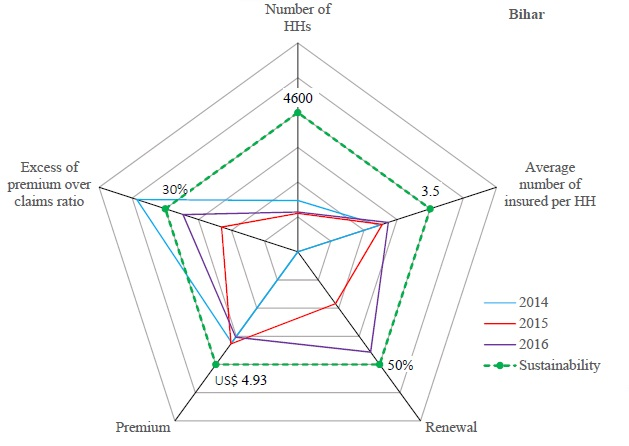 Number of
HHs
Bihar
4600
Excess of
premium over
claims ratio
30%
3.5
Average
number of
insured per HH
2014
2015
2016
Sustainability
50%
US$ 4.93
Premium
Renewal